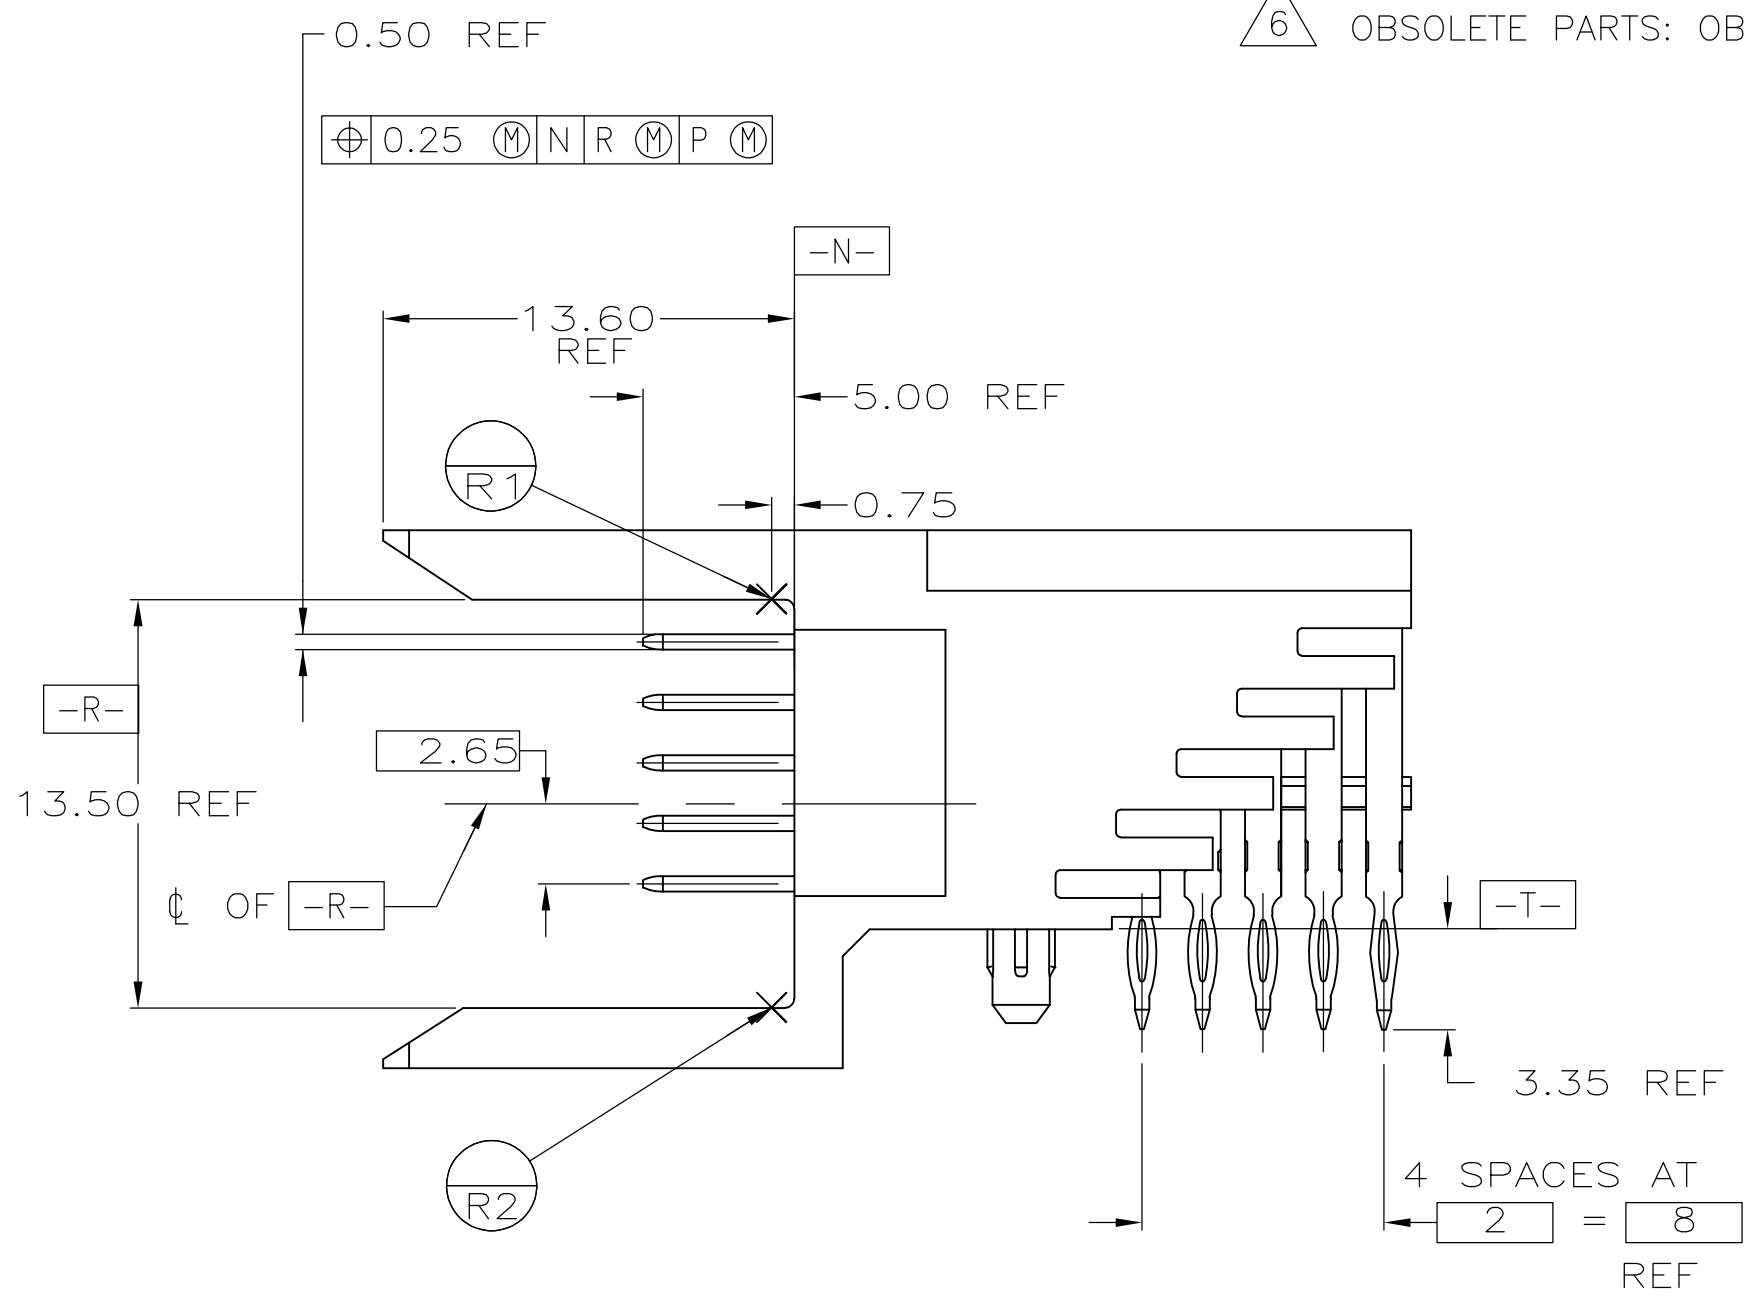 0.50 REF
6 OBSOLETE PARTS: OB
⌖ 0.25 Ⓜ N R Ⓜ P Ⓜ
-N-
13.60
REF
5.00 REF
R1
0.75
-R-
2.65
13.50 REF
℄ OF -R-
-T-
3.35 REF
R2
4 SPACES AT
2 = 8
REF